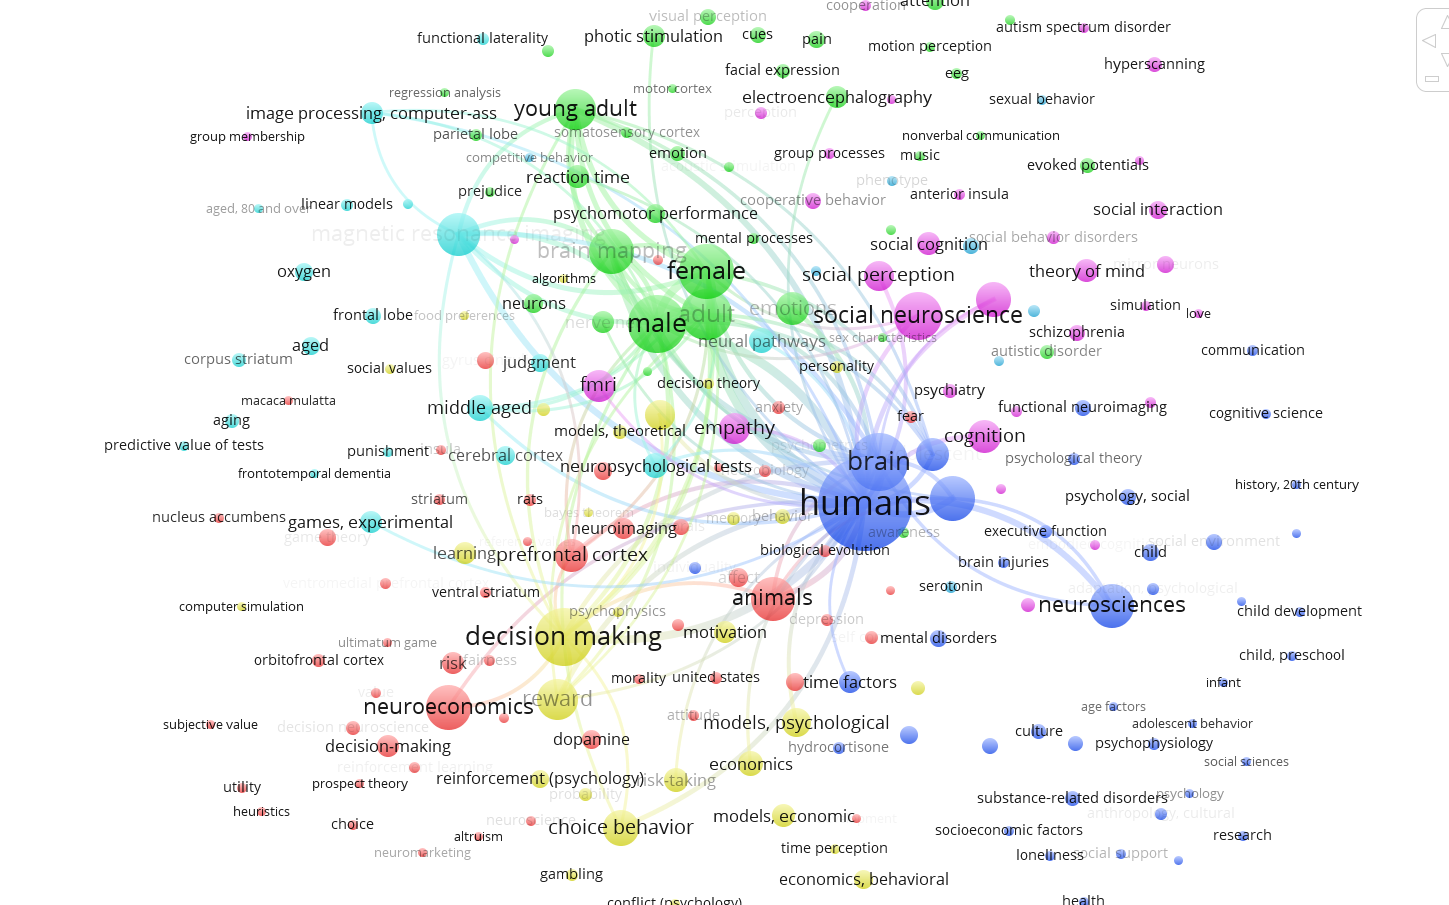 cooperation
attention
visual perception
autism spectrum disorder
functional laterality
photic stimulation
cues
pain
motion perception
hyperscanning
facial expression
eeg
regression analysis
motor cortex
electroencephalography
sexual behavior
image processing, computer-ass
young adult
perception
group membership
parietal lobe
somatosensory cortex
nonverbal communication
competitive behavior
emotion
group processes
music
evoked potentials
reaction time
phenotype
prejudice
anterior insula
aged, 80 and over
linear models
cooperative behavior
social interaction
psychomotor performance
magnetic resonance imaging
mental processes
social cognition
social behavior disorders
brain mapping
oxygen
algorithms
female
social perception
theory of mind
mirror neurons
neurons
emotions
simulation
frontal lobe
food preferences
male
adult
social neuroscience
love
schizophrenia
aged
neural pathways
sex characteristics
autistic disorder
communication
corpus striatum
gyrus
judgment
social values
personality
fmri
decision theory
psychiatry
macaca mulatta
middle aged
anxiety
fear
functional neuroimaging
cognitive science
aging
models, theoretical
empathy
cognition
predictive value of tests
punishment
insula
cerebral cortex
brain
psychological theory
frontotemporal dementia
neuropsychological tests
history, 20th century
striatum
rats
humans
psychology, social
nucleus accumbens
games, experimental
bayes theorem
neuroimaging
memory
behavior
awareness
executive function
game theory
learning
prefrontal cortex
biological evolution
child
social environment
brain injuries
ventromedial prefrontal cortex
ventral striatum
affect
animals
serotonin
adaptation, psychological
computer simulation
psychophysics
depression
neurosciences
child development
decision making
motivation
mental disorders
ultimatum game
orbitofrontal cortex
risk
fairness
child, preschool
morality
united states
time factors
infant
value
neuroeconomics
reward
age factors
subjective value
decision neuroscience
attitude
models, psychological
adolescent behavior
culture
decision-making
dopamine
hydrocortisone
psychophysiology
reinforcement learning
economics
social sciences
utility
prospect theory
reinforcement (psychology)
risk-taking
probability
substance-related disorders
psychology
heuristics
choice
neuroscience
choice behavior
models, economic
anthropology, cultural
altruism
socioeconomic factors
research
neuromarketing
time perception
loneliness
social support
gambling
economics, behavioral
conflict (psychology)
health